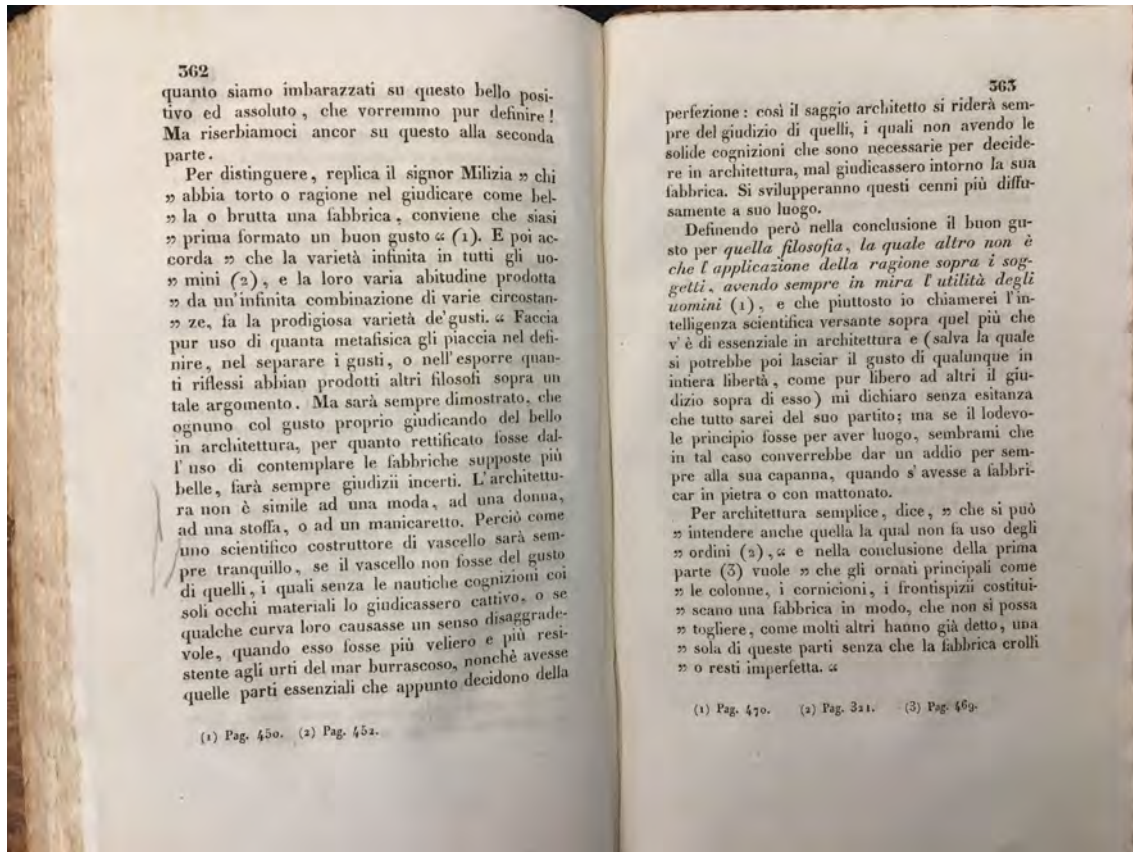 362
quanto siamo imbarazzati su questo bello posi-
tivo ed assoluto, che vorremmo pur definire!
Ma riserbiamoci ancor su questo alla seconda
parte.
Per distinguere, replica il signor Milizia » chi
» abbia torto o ragione nel giudicare come bel-
» la o brutta una fabbrica, conviene che siasi
» prima formato un buon gusto « (1). E poi ac-
corda » che la varietà infinita in tutti gli uo-
» mini (2), e la loro varia abitudine prodotta
» da un'infinita combinazione di varie circostan-
» ze, fa la prodigiosa varietà de'gusti. « Faccia
pur uso di quanta metafisica gli piaccia nel defi-
nire, nel separare i gusti, o nell'esporre quan-
ti riflessi abbian prodotti altri filosofi sopra un
tale argomento. Ma sarà sempre dimostrato, che
ognuno col gusto proprio giudicando del bello
in architettura, per quanto rettificato fosse dal-
l'uso di contemplare le fabbriche supposte più
belle, farà sempre giudizii incerti. L'architettu-
ra non è simile ad una moda, ad una donna,
ad una stoffa, o ad un manicaretto. Perciò come
uno scientifico costruttore di vascello sarà sem-
pre tranquillo, se il vascello non fosse del gusto
di quelli, i quali senza le nautiche cognizioni coi
soli occhi materiali lo giudicassero cattivo, o se
qualche curva loro causasse un senso disaggrade-
vole, quando esso fosse più veliero e più resi-
stente agli urti del mar burrascoso, nonchè avesse
quelle parti essenziali che appunto decidono della
(1) Pag. 450. (2) Pag. 452.
363
perfezione: così il saggio architetto si riderà sem-
pre del giudizio di quelli, i quali non avendo le
solide cognizioni che sono necessarie per decide-
re in architettura, mal giudicassero intorno la sua
fabbrica. Si svilupperanno questi cenni più diffu-
samente a suo luogo.
Definendo però nella conclusione il buon gu-
sto per quella filosofia, la quale altro non è
che l'applicazione della ragione sopra i sog-
getti, avendo sempre in mira l'utilità degli
uomini (1), e che piuttosto io chiamerei l'in-
telligenza scientifica versante sopra quel più che
v'è di essenziale in architettura e (salva la quale
si potrebbe poi lasciar il gusto di qualunque in
intiera libertà, come pur libero ad altri il giu-
dizio sopra di esso) mi dichiaro senza esitanza
che tutto sarei del suo partito; ma se il lodevo-
le principio fosse per aver luogo, sembrami che
in tal caso converrebbe dar un addio per sem-
pre alla sua capanna, quando s'avesse a fabbri-
car in pietra o con mattonato.
Per architettura semplice, dice, » che si può
» intendere anche quella la qual non fa uso degli
» ordini (2), « e nella conclusione della prima
parte (3) vuole » che gli ornati principali come
» le colonne, i cornicioni, i frontispizii costitui-
» scano una fabbrica in modo, che non si possa
» togliere, come molti altri hanno già detto, una
» sola di queste parti senza che la fabbrica crolli
» o resti imperfetta. «
(1) Pag. 470. (2) Pag. 321. (3) Pag. 469.